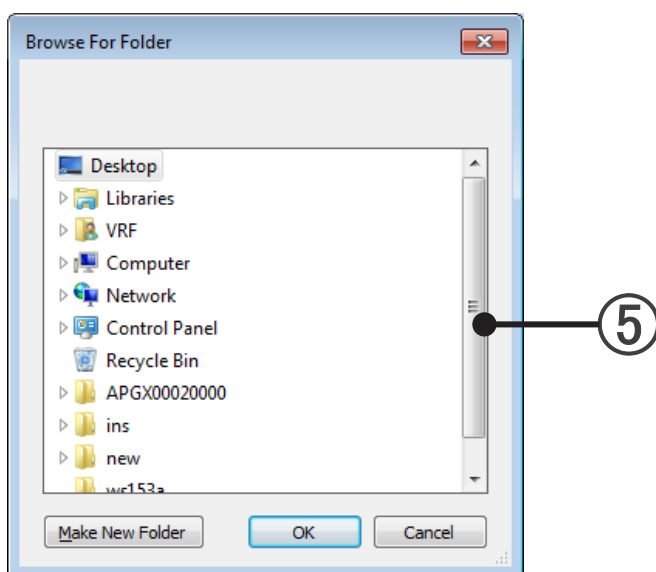 Browse For Folder
Desktop
Libraries
VRF
Computer
Network
Control Panel
Recycle Bin
APGX00020000
ins
new
wr153a
Make New Folder
OK
Cancel
⑤